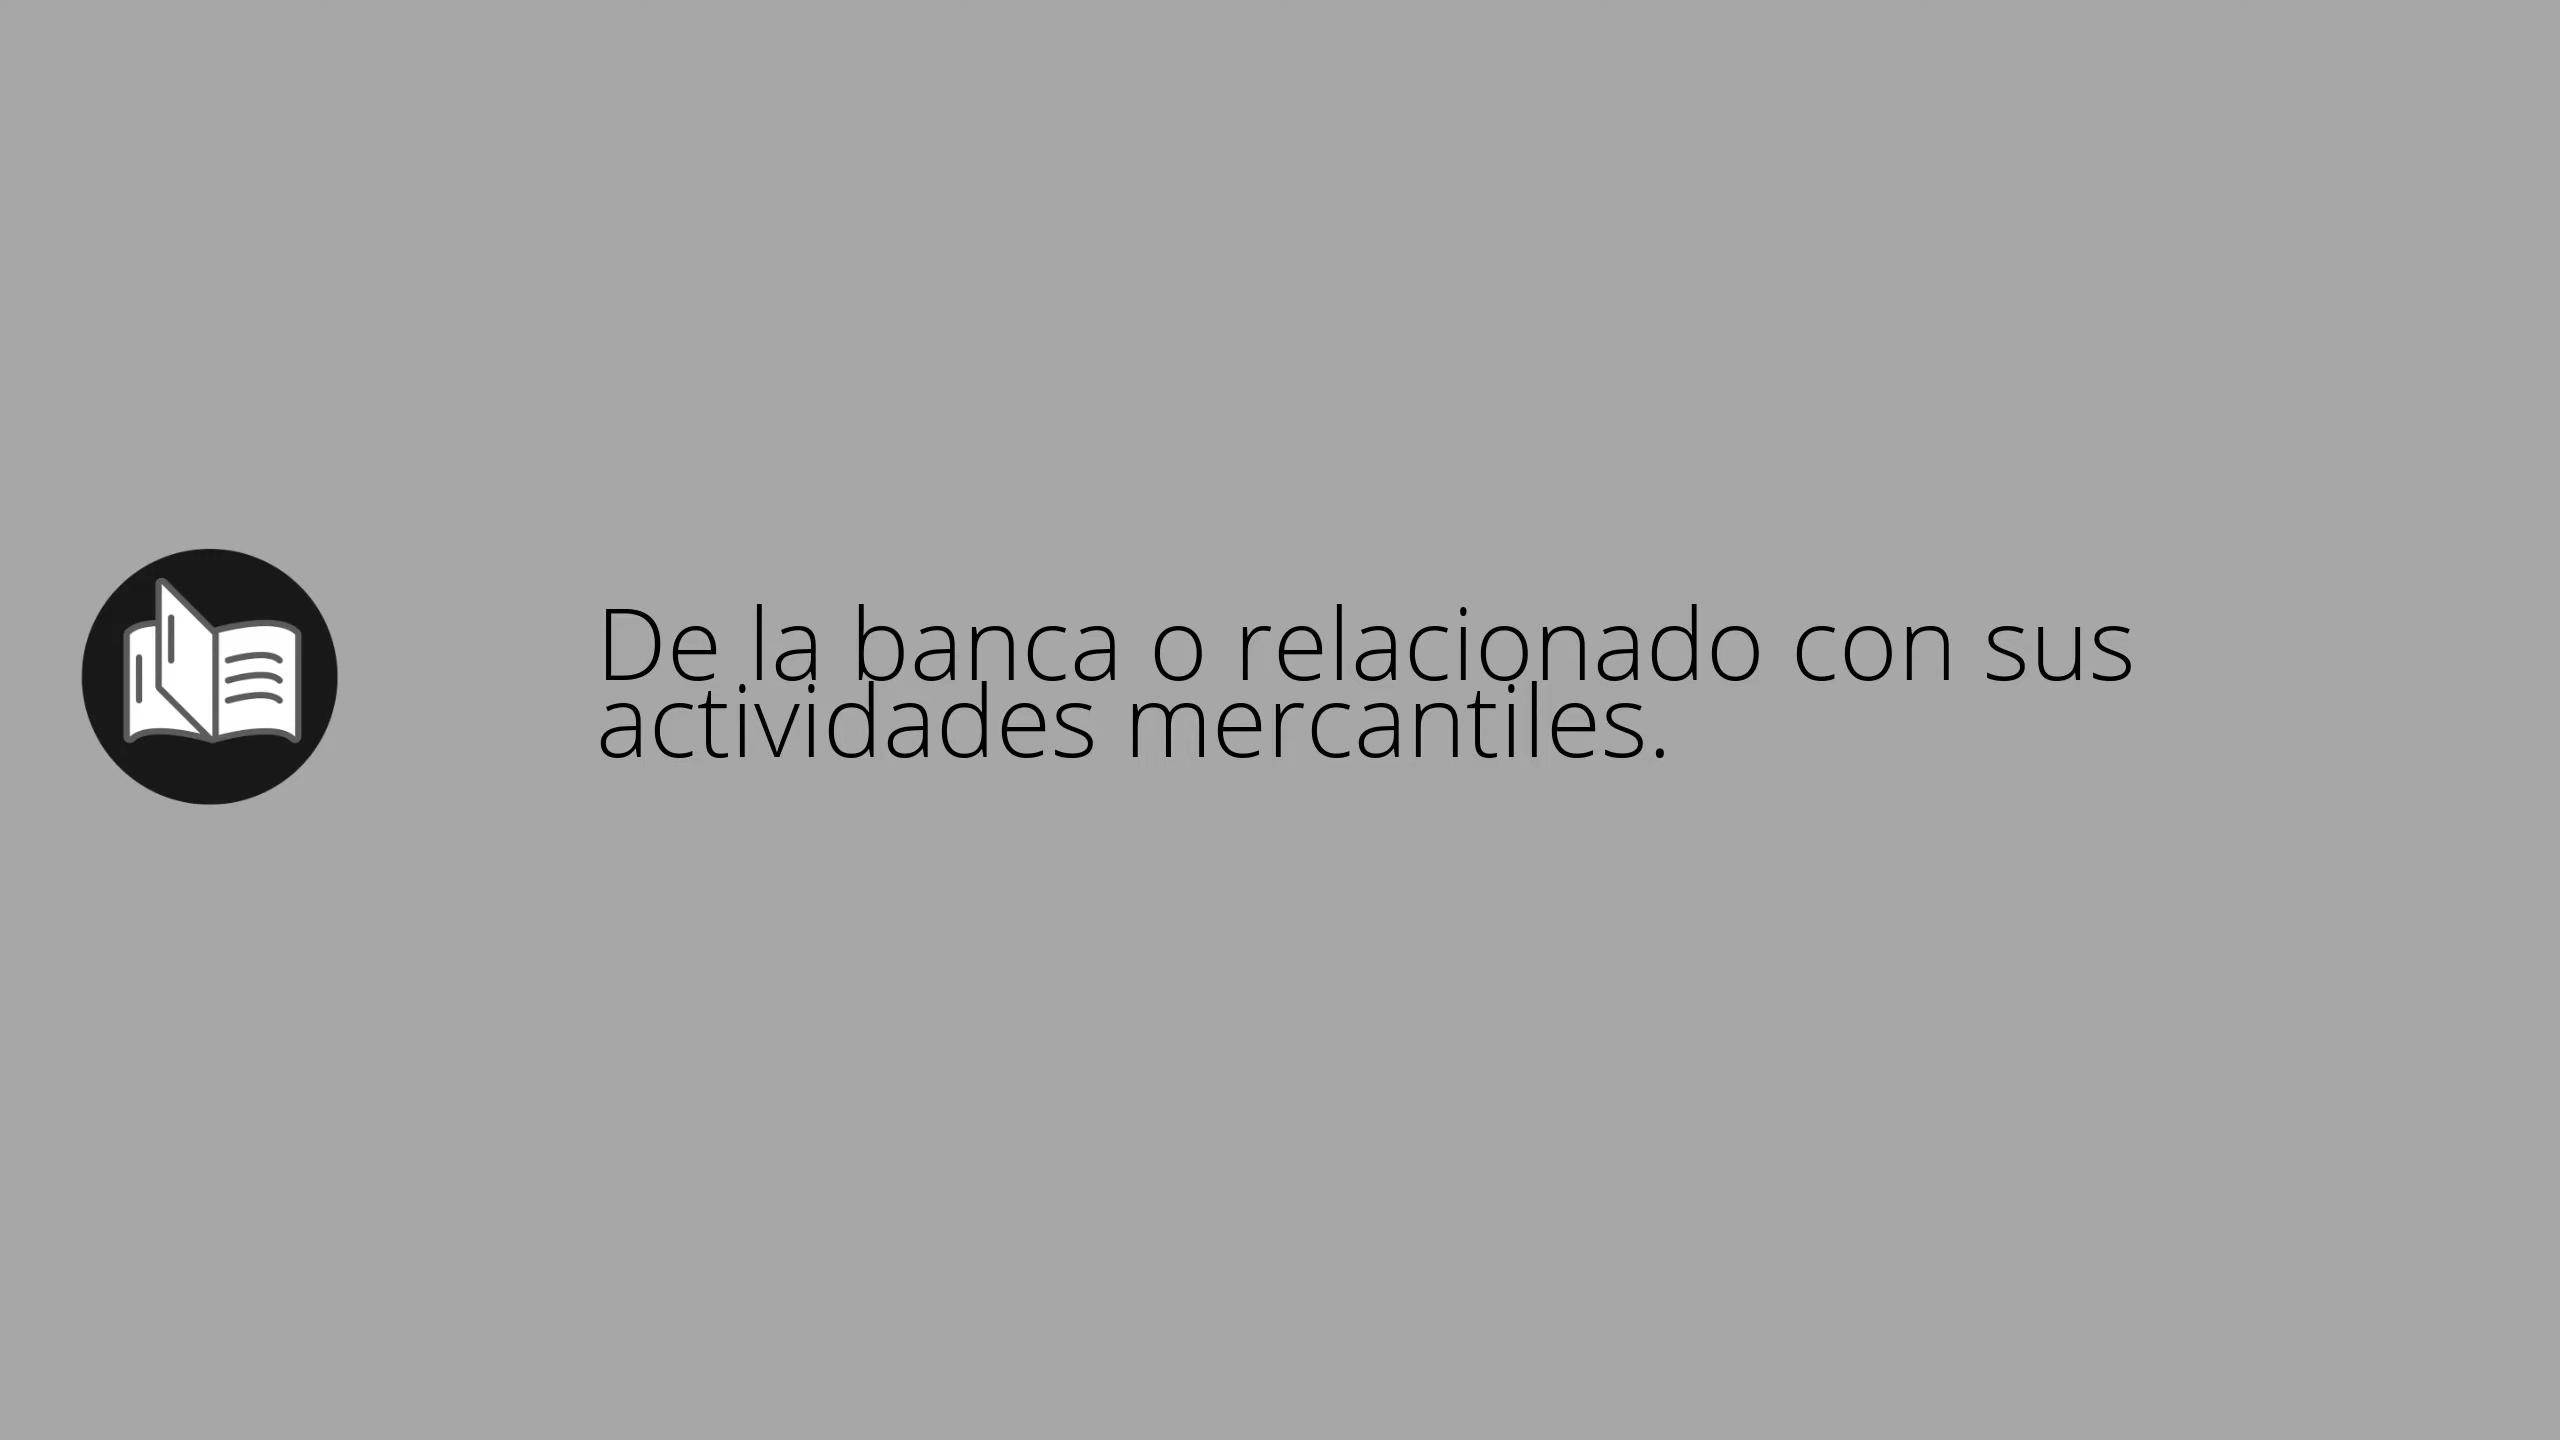 De la banca o relacionado con sus
actividades mercantiles.